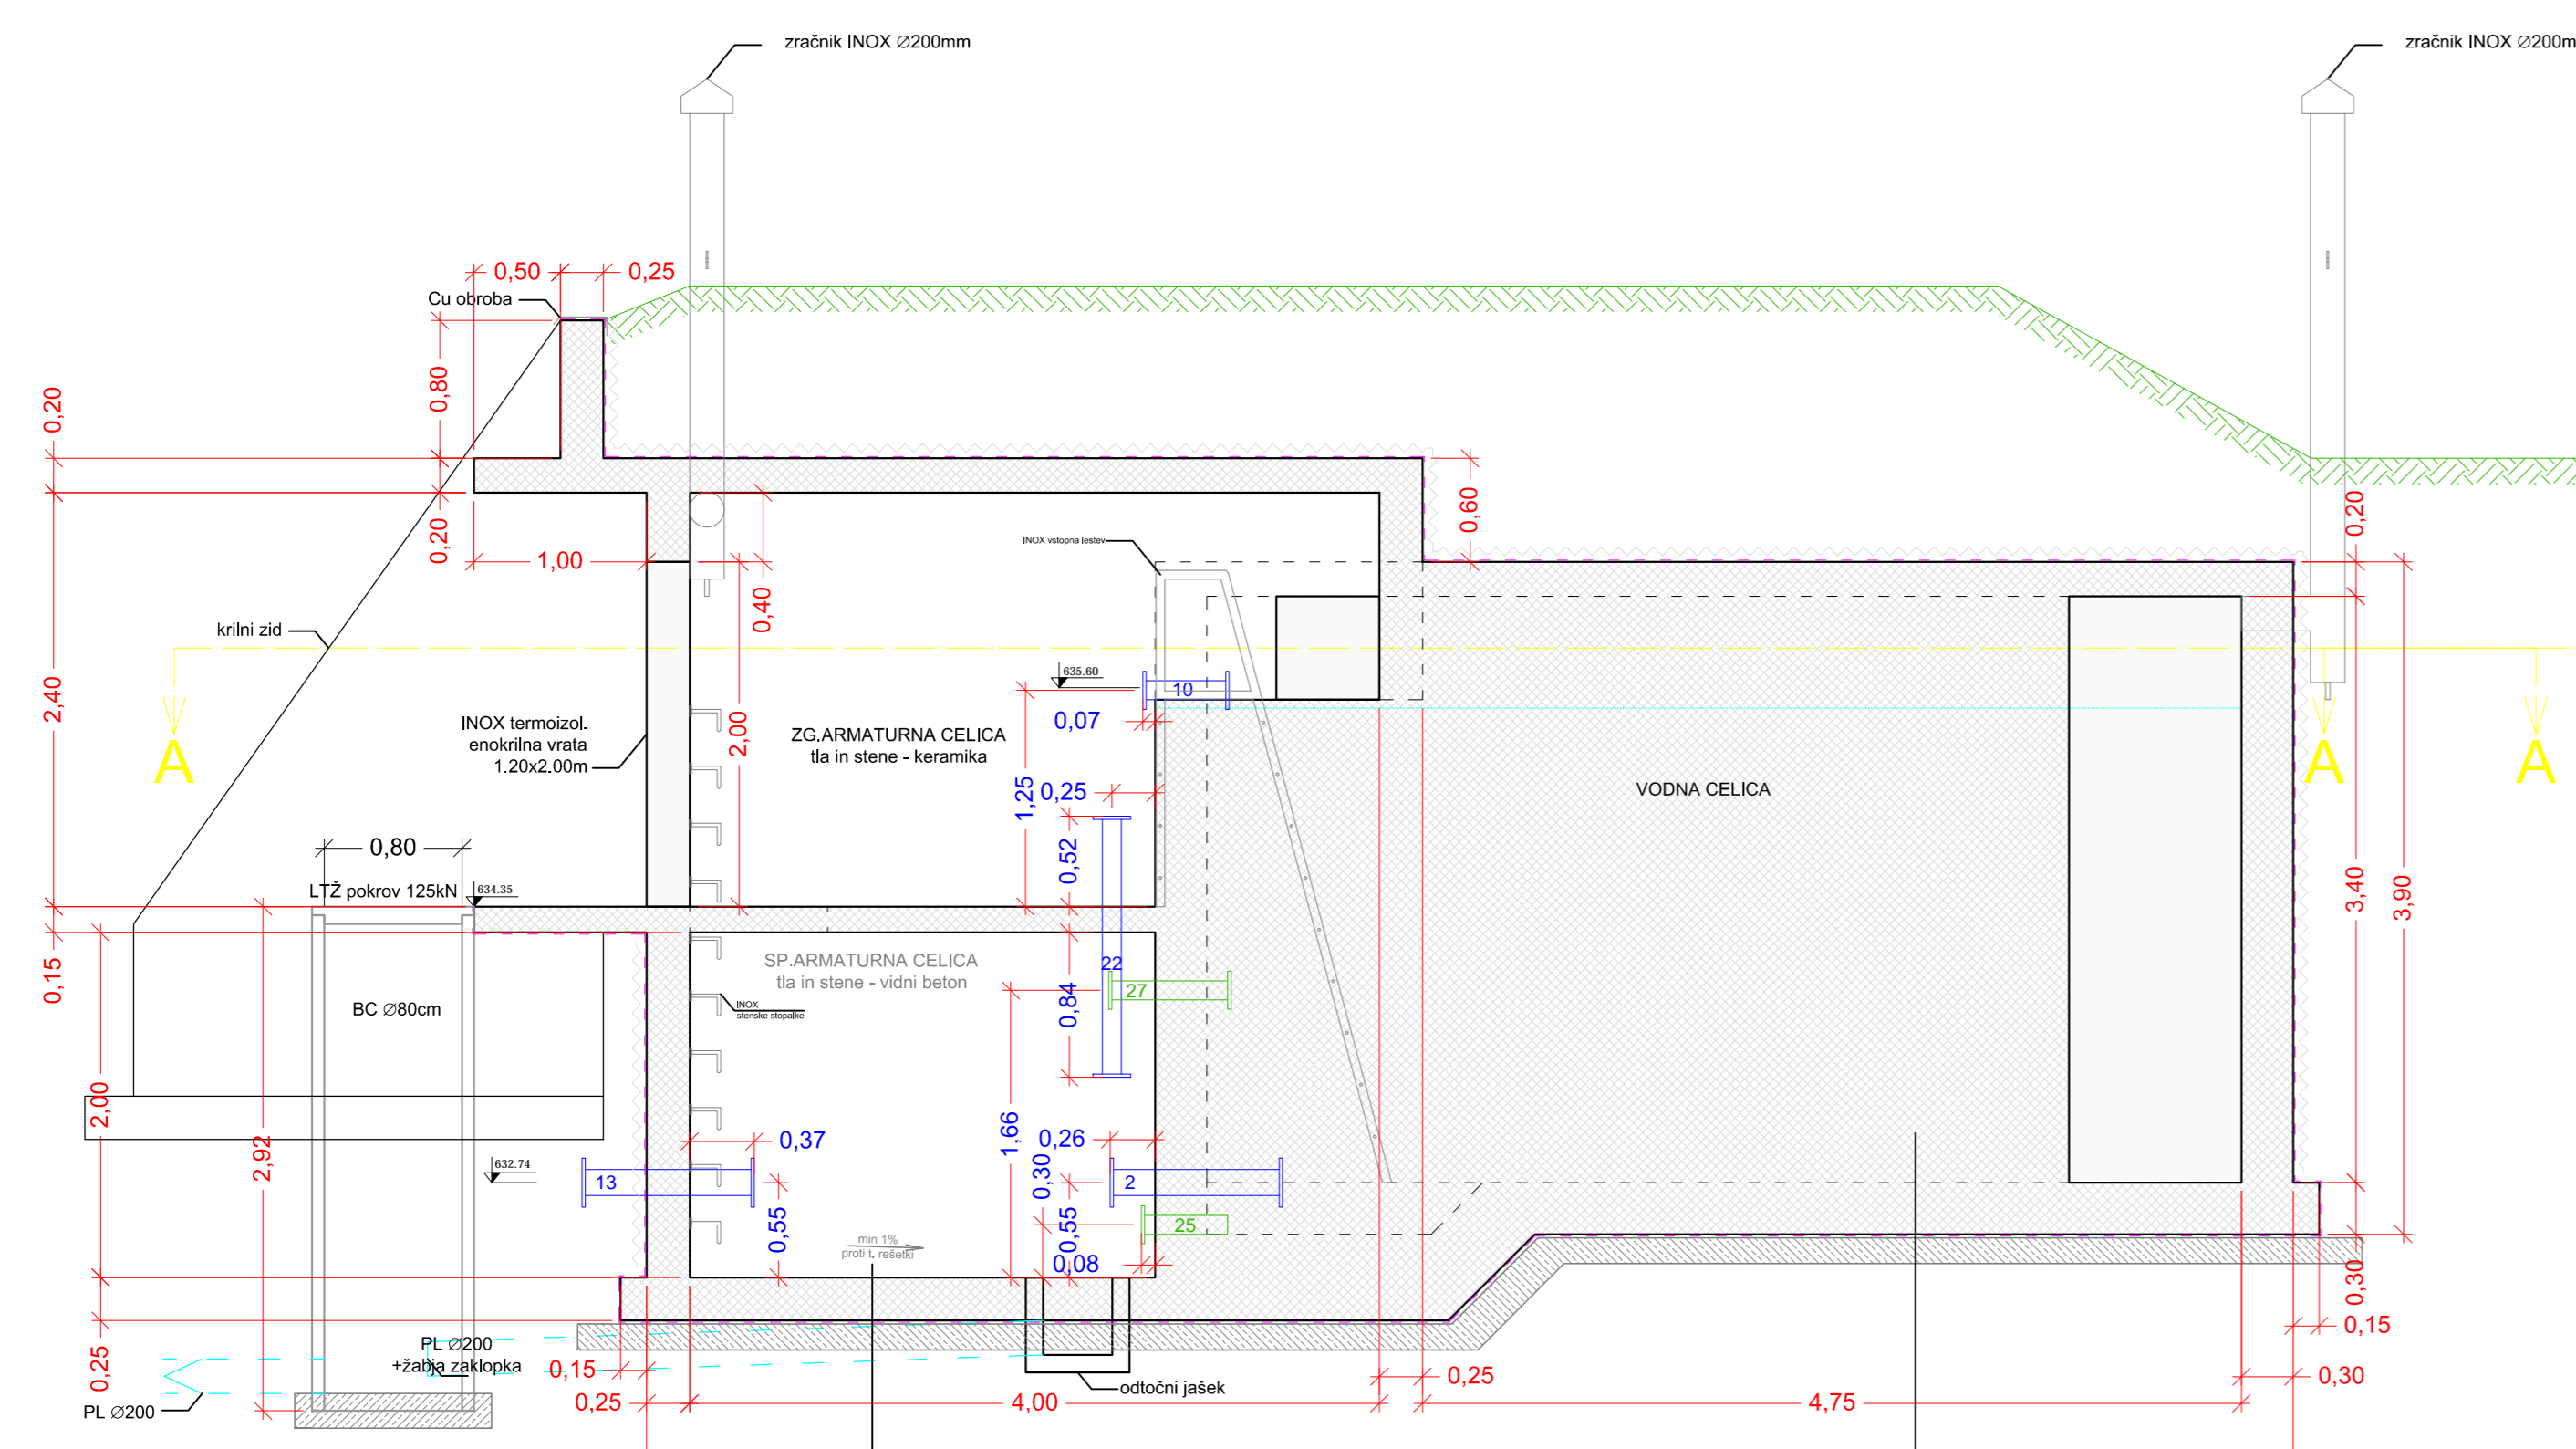 zračnik INOX ∅200mm
zračnik INOX ∅200m
0,50
0,25
Cu obroba
0,80
0,20
0,20
1,00
0,40
0,60
0,20
INOX vstopna lestev
krilni zid
2,40
INOX termoizol.
enokrilna vrata
1.20x2.00m
2,00
ZG.ARMATURNA CELICA
tla in stene - keramika
635.60
10
0,07
1,25
0,25
0,52
A
A
A
VODNA CELICA
3,40
3,90
0,80
LTŽ pokrov 125kN
634.35
0,15
SP.ARMATURNA CELICA
tla in stene - vidni beton
INOX
stenske stopalke
BC ∅80cm
22
27
0,84
2,00
2,92
1,66
0,37
0,26
0,30
632.74
13
2
25
0,55
0,55
0,08
min 1%
proti t. rešetki
0,30
0,15
0,25
PL ∅200
+žabja zaklopka
PL ∅200
0,15
0,25
4,00
odtočni jašek
0,25
4,75
0,30